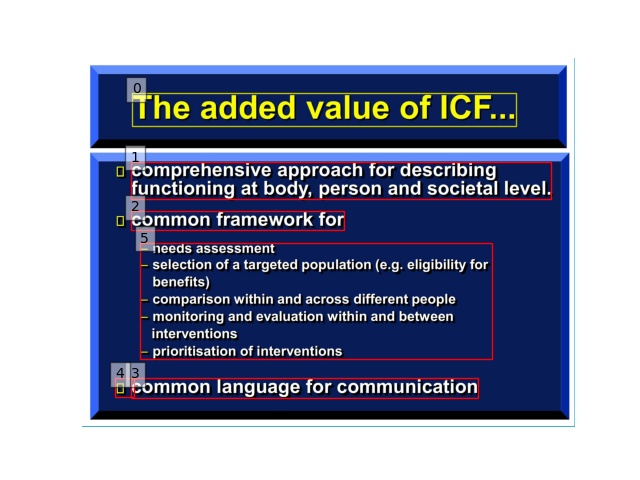 The added value of ICF...
comprehensive approach for describing
functioning at body, person and societal level.
common framework for
– needs assessment
– selection of a targeted population (e.g. eligibility for
benefits)
– comparison within and across different people
– monitoring and evaluation within and between
interventions
– prioritisation of interventions
common language for communication
0
1
2
5
4
3